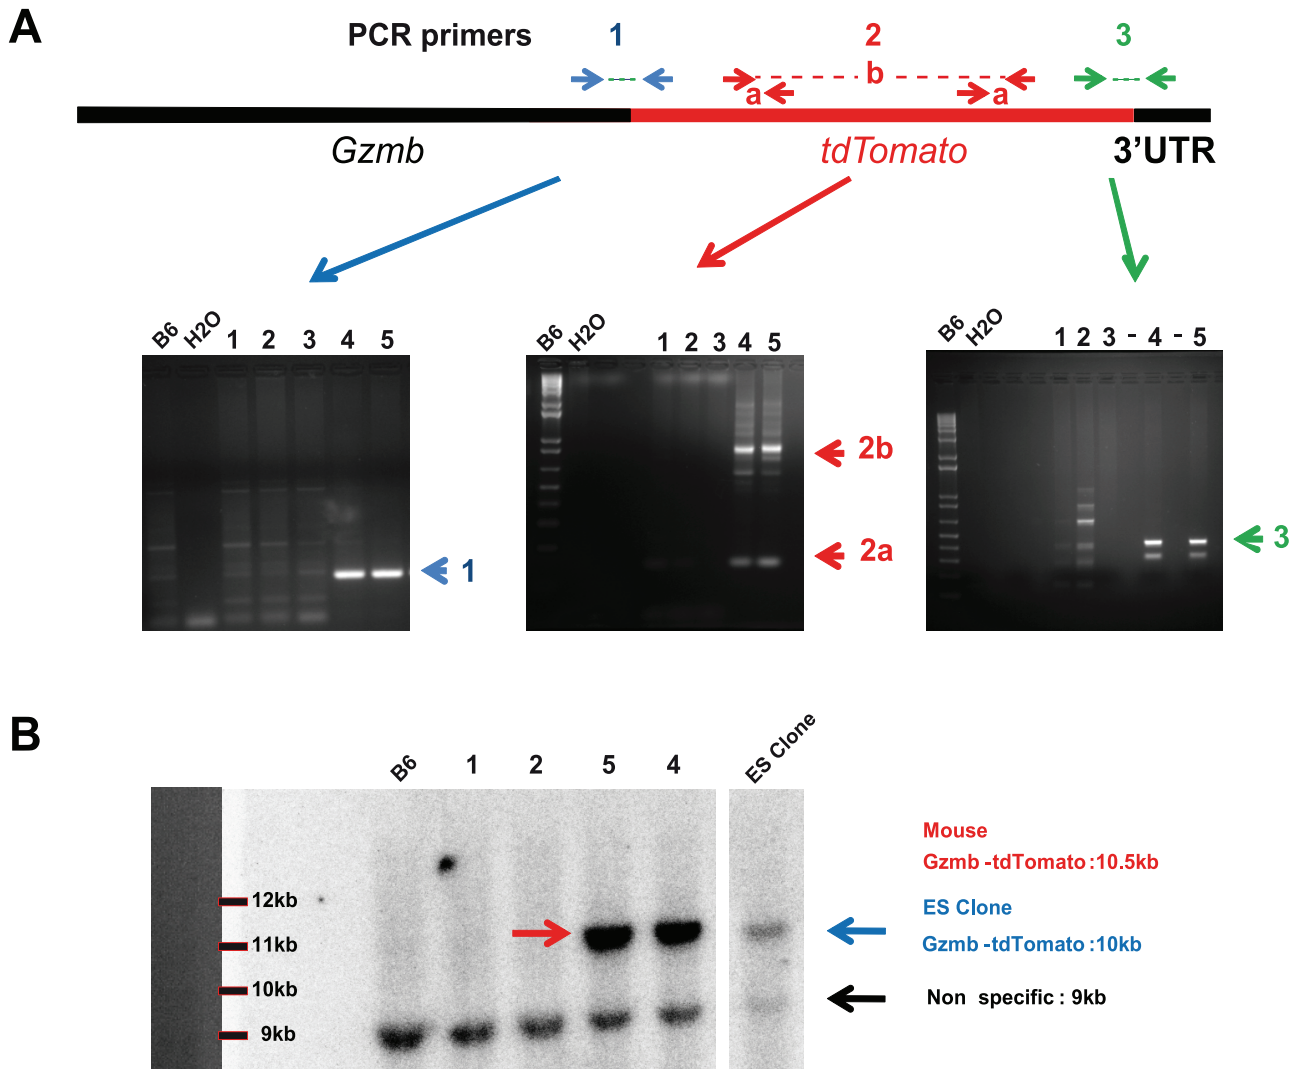 A
PCR primers 1 2 3
b
a a
Gzmb tdTomato 3’UTR
B6 H2O 1 2 3 4 5
B6 H2O 1 2 3 4 5
B6 H2O 1 2 3 - 4 - 5
2b
3
2a
1
B
B6 1 2 5 4 ES Clone
Mouse
Gzmb -tdTomato :10.5kb
12kb
ES Clone
11kb
Gzmb -tdTomato :10kb
10kb
Non specific : 9kb
9kb